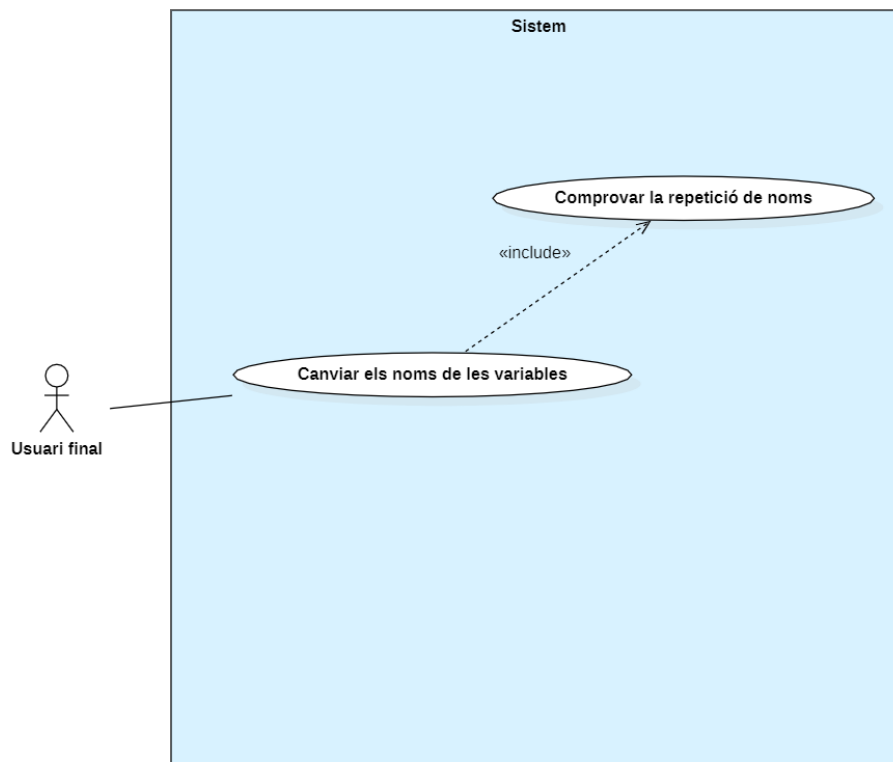 Sistem
Comprovar la repetició de noms
«include»
Canviar els noms de les variables
Usuari final